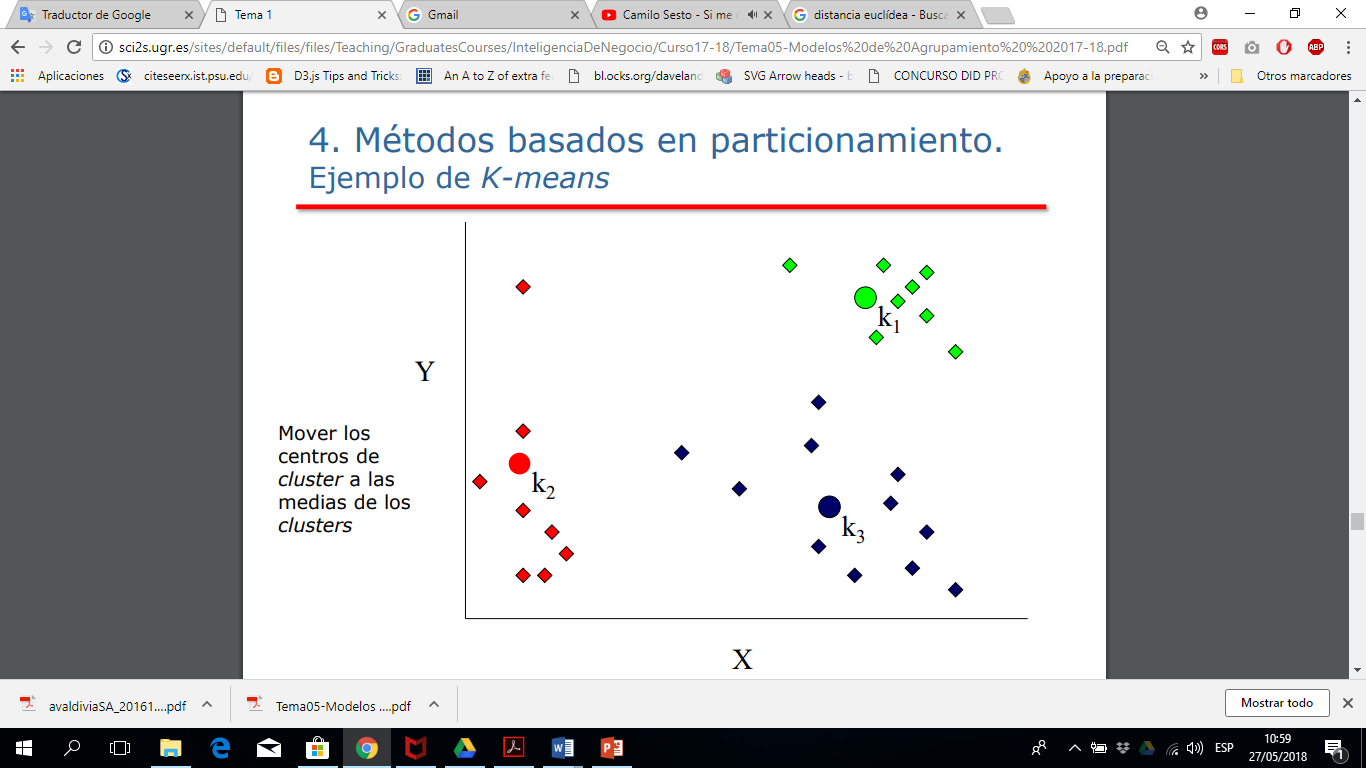 Traductor de Google
Tema 1
Gmail
Camilo Sesto - Si me
distancia euclídea - Busca
sci2s.ugr.es/sites/default/files/files/Teaching/GraduatesCourses/InteligenciaDeNegocio/Curso17-18/Tema05-Modelos%20de%20Agrupamiento%20%202017-18.pdf
CORS
ABP
Aplicaciones
citeseerx.ist.psu.edu/
D3.js Tips and Tricks:
An A to Z of extra fe
bl.ocks.org/daveland
SVG Arrow heads - b
CONCURSO DID PRO
Apoyo a la preparac
»
Otros marcadores
4. Métodos basados en particionamiento.
Ejemplo de K-means
k1
Y
Mover los
centros de
cluster a las
medias de los
clusters
k2
k3
X
avaldiviaSA_20161....pdf
Tema05-Modelos ....pdf
Mostrar todo
ESP
10:59
27/05/2018
1